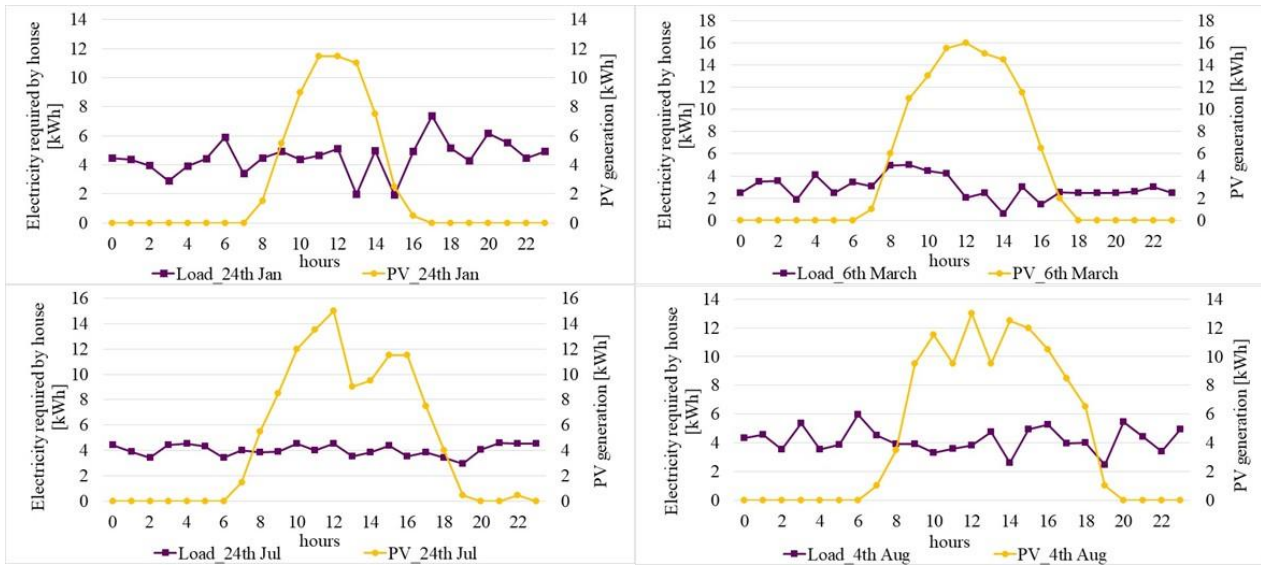 Electricity required by house
[kWh]
14
12
10
8
6
4
2
0
14
12
10
8
6
4
2
0
PV generation [kWh]
0 2 4 6 8 10 12 14 16 18 20 22
hours
Load_24th Jan PV_24th Jan
Electricity required by house
[kWh]
18
16
14
12
10
8
6
4
2
0
18
16
14
12
10
8
6
4
2
0
PV generation [kWh]
0 2 4 6 8 10 12 14 16 18 20 22
hours
Load_6th March PV_6th March
Electricity required by house
[kWh]
16
14
12
10
8
6
4
2
0
16
14
12
10
8
6
4
2
0
PV generation [kWh]
0 2 4 6 8 10 12 14 16 18 20 22
hours
Load_24th Jul PV_24th Jul
Electricity required by house
[kWh]
14
12
10
8
6
4
2
0
14
12
10
8
6
4
2
0
PV generation [kWh]
0 2 4 6 8 10 12 14 16 18 20 22
hours
Load_4th Aug PV_4th Aug